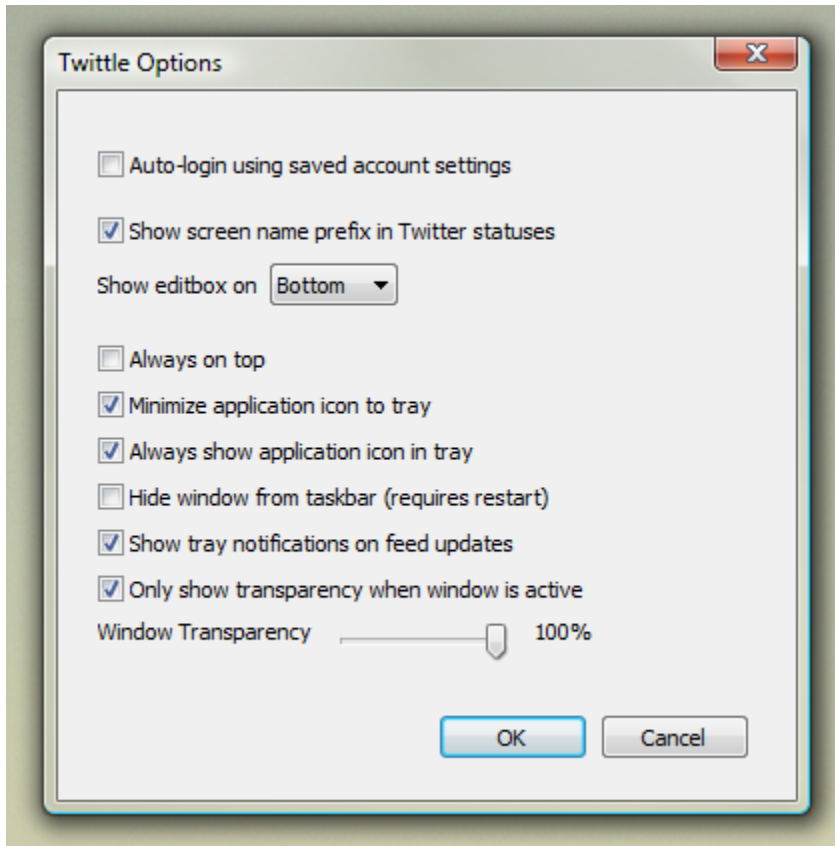 Twittle Options
Auto-login using saved account settings
Show screen name prefix in Twitter statuses
Show editbox on Bottom
Always on top
Minimize application icon to tray
Always show application icon in tray
Hide window from taskbar (requires restart)
Show tray notifications on feed updates
Only show transparency when window is active
Window Transparency 100%
OK Cancel